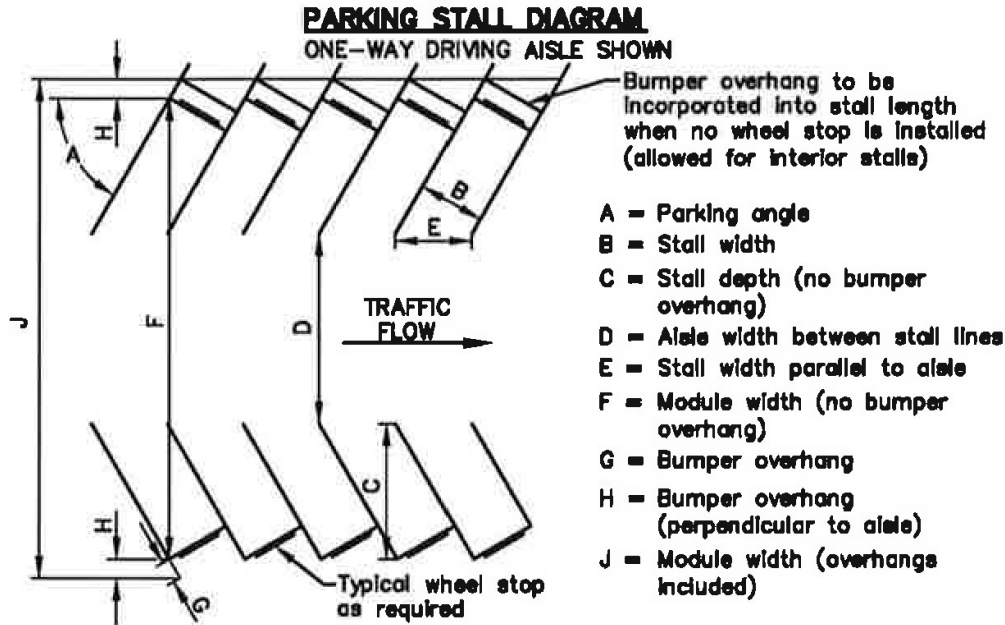 PARKING STALL DIAGRAM
ONE-WAY DRIVING AISLE SHOWN
Bumper overhang to be
incorporated into stall length
when no wheel stop is installed
(allowed for interior stalls)
H
A
B
E
J
F
D
TRAFFIC
FLOW
C
H
G
Typical wheel stop
as required
A = Parking angle
B = Stall width
C = Stall depth (no bumper
overhang)
D = Aisle width between stall lines
E = Stall width parallel to aisle
F = Module width (no bumper
overhang)
G = Bumper overhang
H = Bumper overhang
(perpendicular to aisle)
J = Module width (overhangs
included)